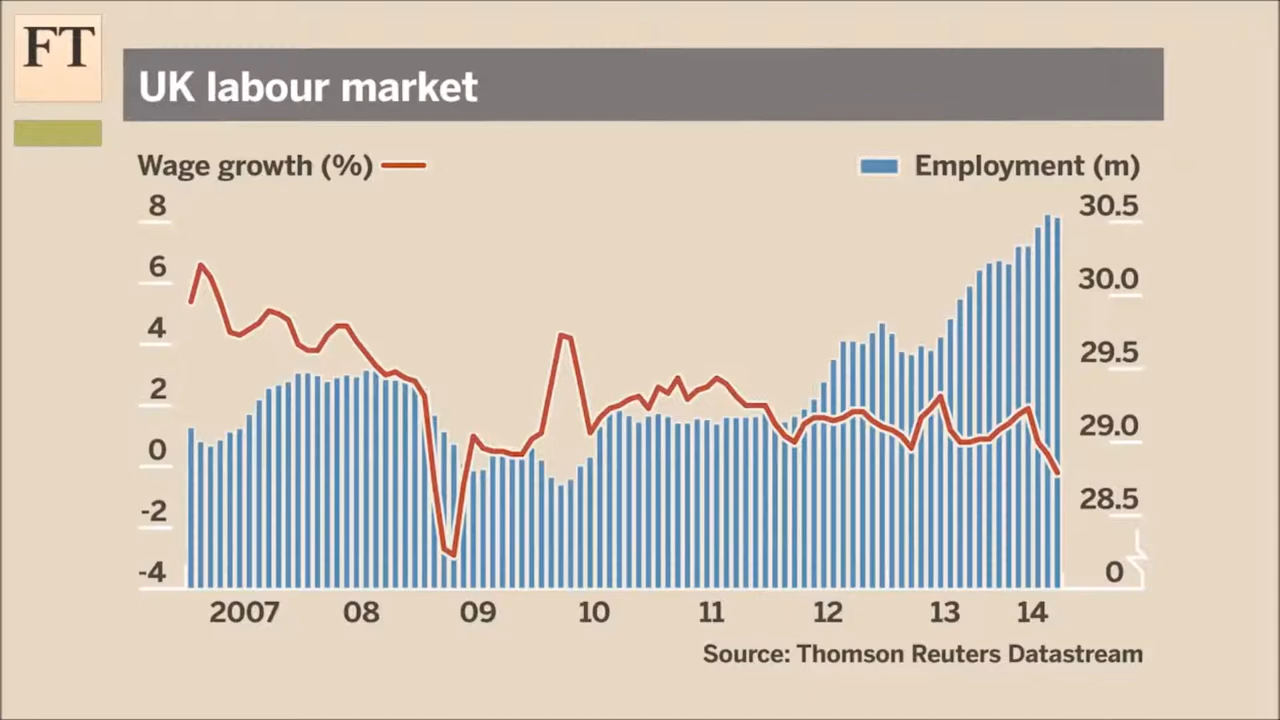 FT
UK labour market
Wage growth (%)
Employment (m)
8
6
4
2
0
-2
-4
30.5
30.0
29.5
29.0
28.5
0
2007 08 09 10 11 12 13 14
Source: Thomson Reuters Datastream